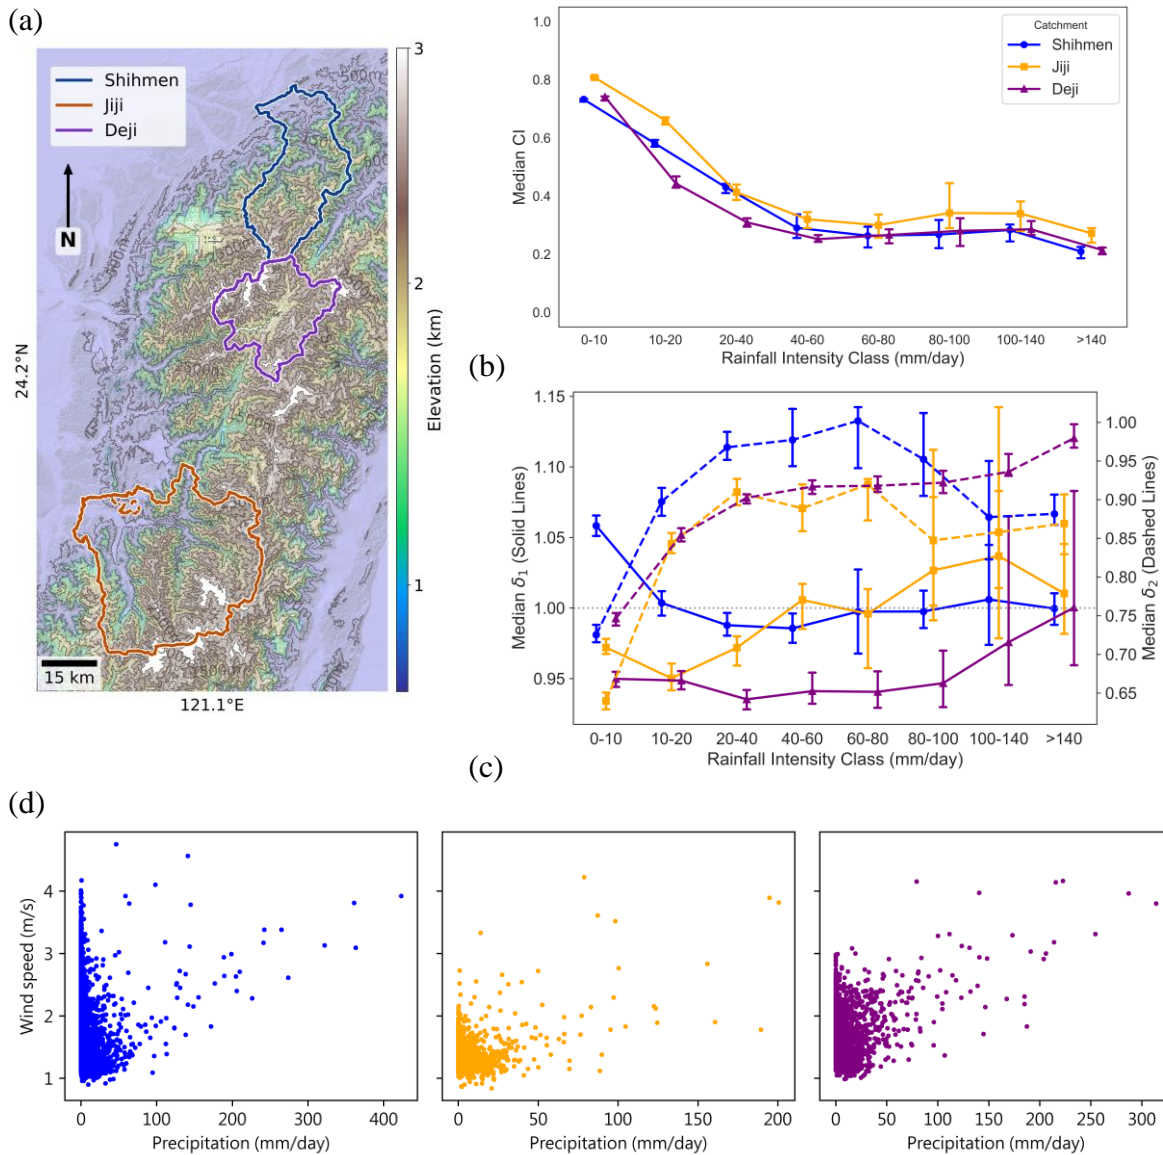 (a)
Shihmen
Jiji
Deji
N
500m
15 km
24.2°N
121.1°E
3
2
1
Elevation (km)
1.0
0.8
0.6
0.4
0.2
0.0
Median CI
Catchment
Shihmen
Jiji
Deji
0-10 10-20 20-40 40-60 60-80 80-100 100-140 >140
Rainfall Intensity Class (mm/day)
(b)
1.15
1.10
1.05
1.00
0.95
Median δ1 (Solid Lines)
1.00
0.95
0.90
0.85
0.80
0.75
0.70
0.65
Median δ2 (Dashed Lines)
0-10 10-20 20-40 40-60 60-80 80-100 100-140 >140
Rainfall Intensity Class (mm/day)
(c)
(d)
4
3
2
1
Wind speed (m/s)
0 100 200 300 400
Precipitation (mm/day)
0 50 100 150 200
Precipitation (mm/day)
0 50 100 150 200 250 300
Precipitation (mm/day)